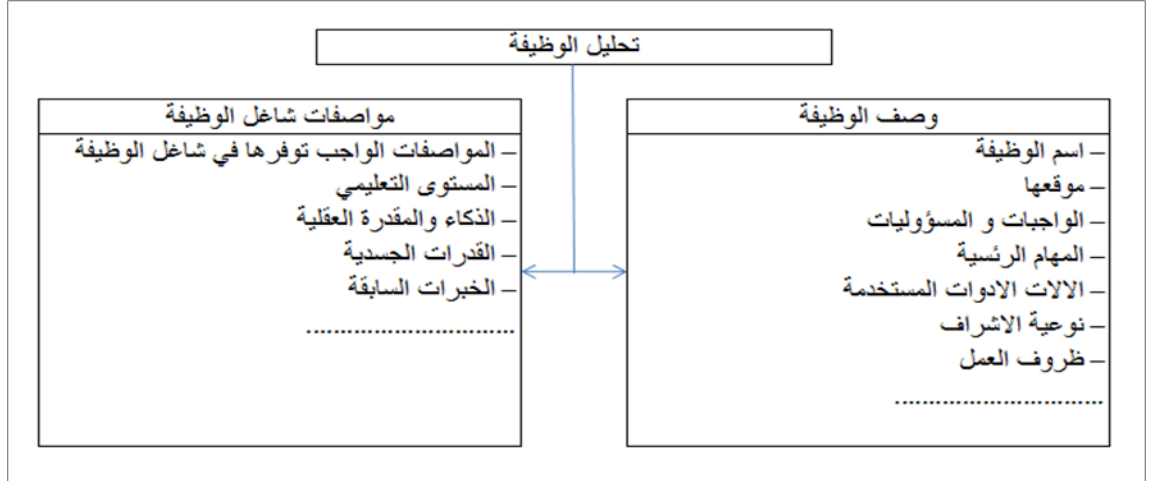 تحليل الوظيفة
وصف الوظيفة
– اسم الوظيفة
– موقعها
– الواجبات و المسؤوليات
– المهام الرئسية
– الالات الادوات المستخدمة
– نوعية الاشراف
– ظروف العمل
..............................
مواصفات شاغل الوظيفة
– المواصفات الواجب توفرها في شاغل الوظيفة
– المستوى التعليمي
– الذكاء والمقدرة العقلية
– القدرات الجسدية
– الخبرات السابقة
..............................